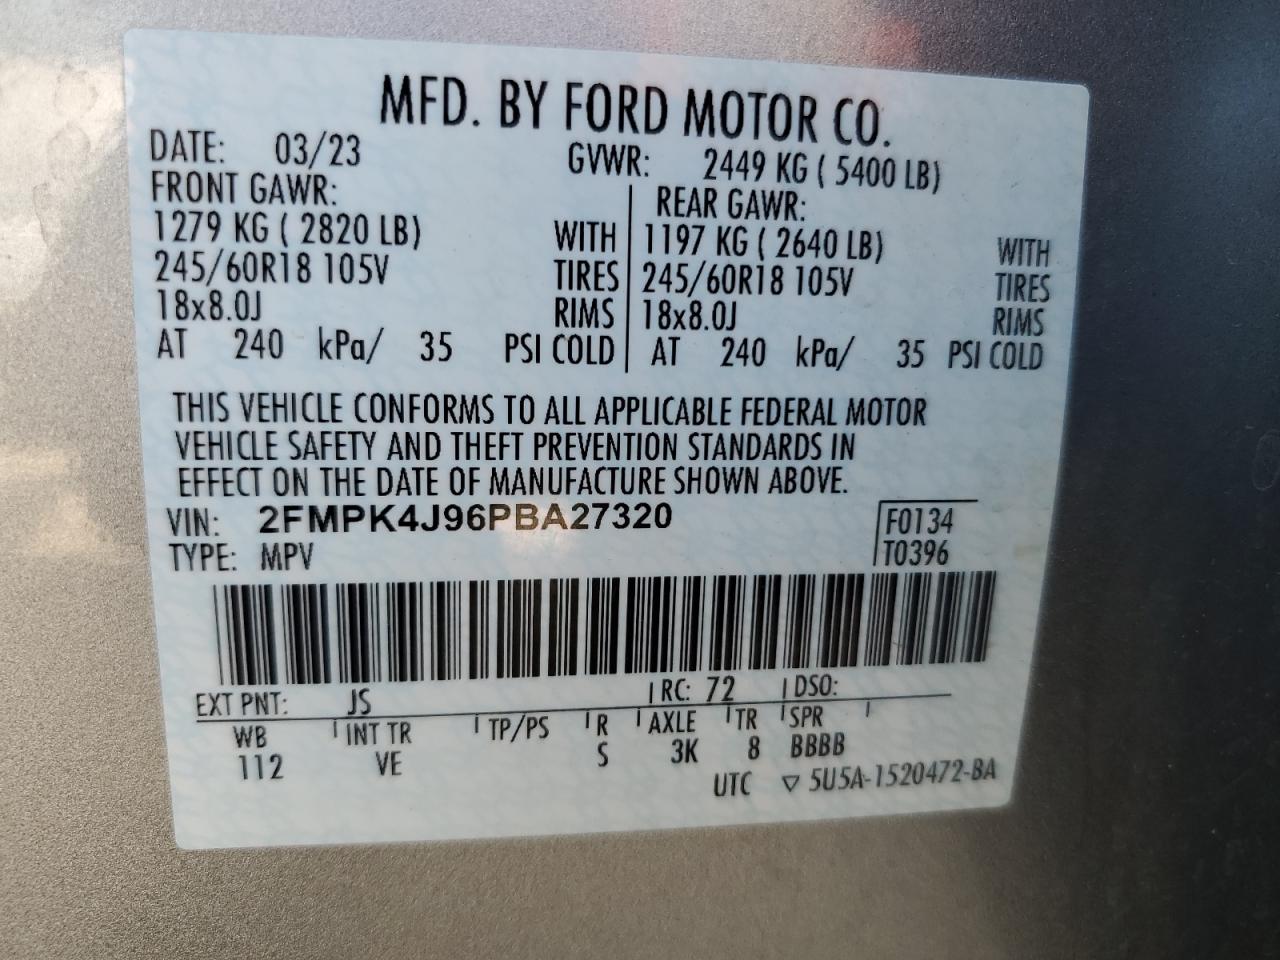 MFD. BY FORD MOTOR CO.
DATE: 03/23 GVWR: 2449 KG ( 5400 LB)
FRONT GAWR: REAR GAWR:
1279 KG ( 2820 LB) WITH 1197 KG ( 2640 LB) WITH
245/60R18 105V TIRES 245/60R18 105V TIRES
18x8.0J RIMS 18x8.0J RIMS
AT 240 kPa/ 35 PSI COLD AT 240 kPa/ 35 PSI COLD
THIS VEHICLE CONFORMS TO ALL APPLICABLE FEDERAL MOTOR
VEHICLE SAFETY AND THEFT PREVENTION STANDARDS IN
EFFECT ON THE DATE OF MANUFACTURE SHOWN ABOVE.
VIN: 2FMPK4J96PBA27320 F0134
TYPE: MPV T0396
EXT PNT: JS RC: 72 DSO:
WB INT TR TP/PS R AXLE TR SPR
112 VE S 3K 8 BBBB
UTC ▽ 5U5A-1520472-BA